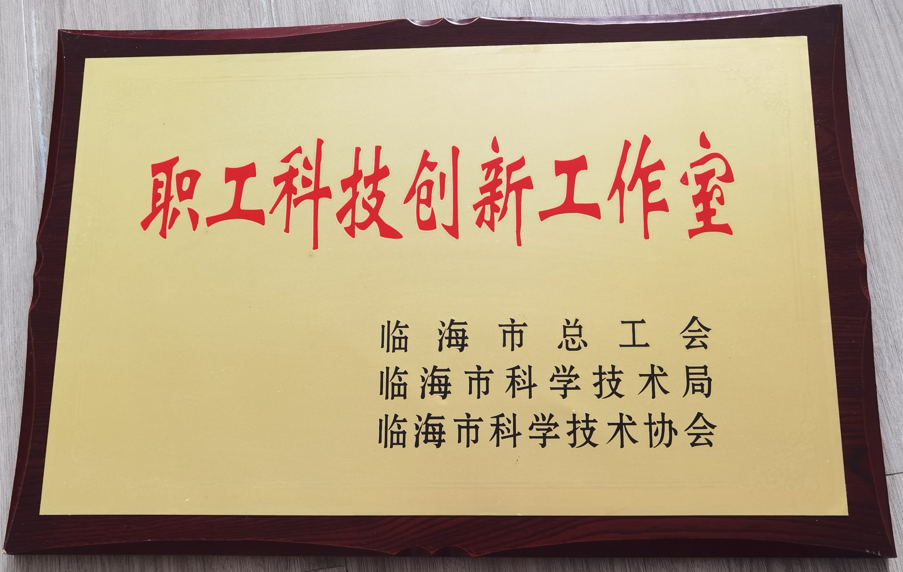 职工科技创新工作室
临海市总工会
临海市科学技术局
临海市科学技术协会